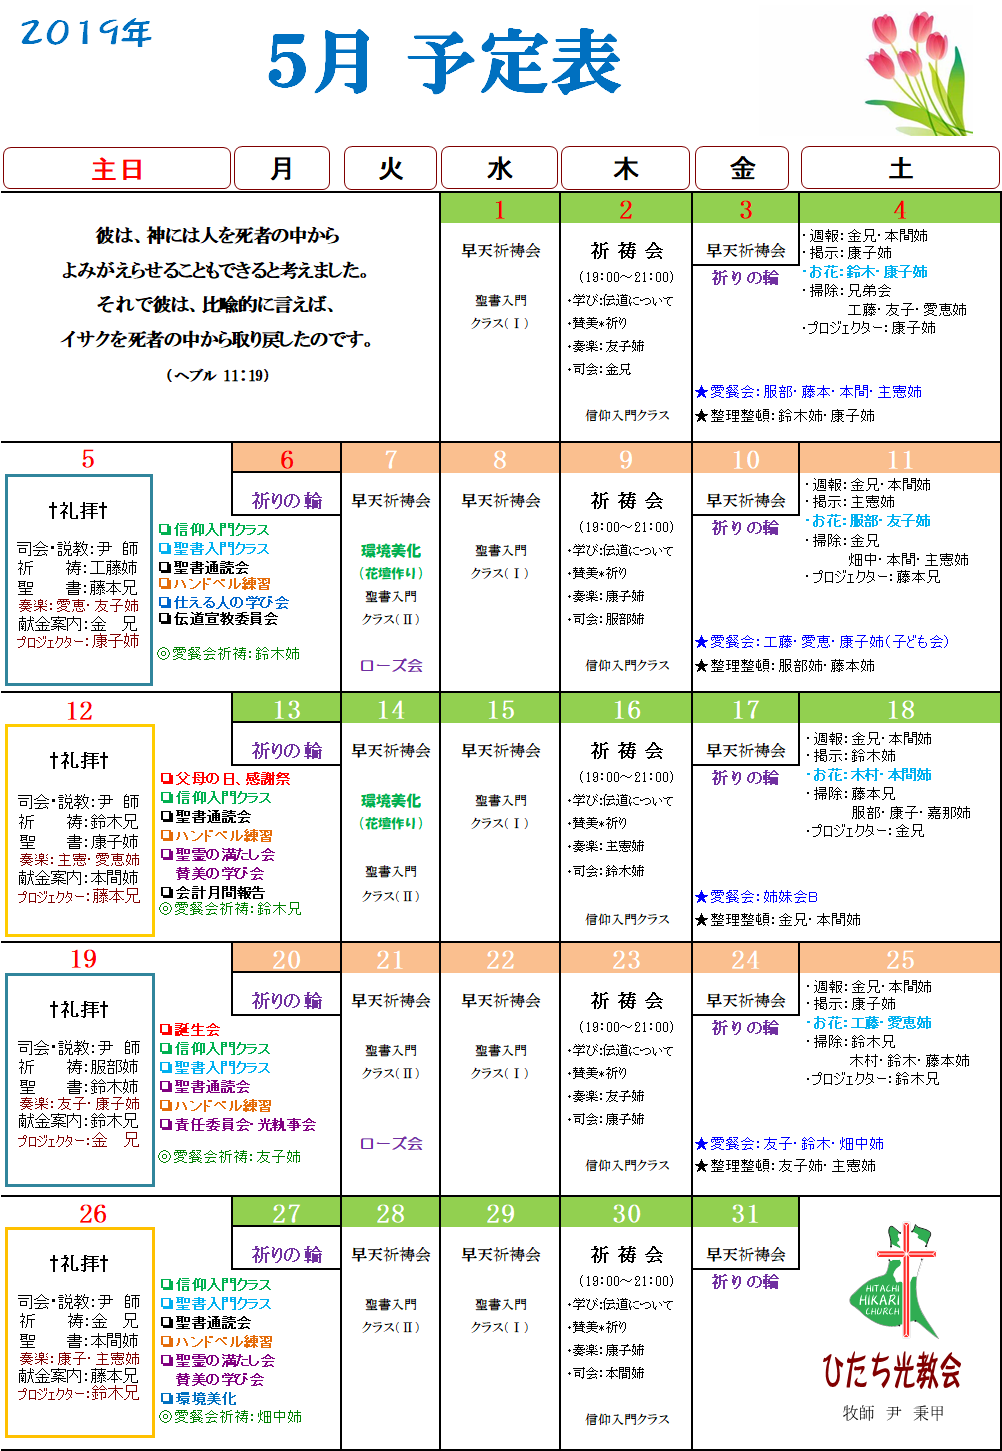 2019年
5月 予定表
主日 月 火 水 木 金 土
彼は、神には人を死者の中から
よみがえらせることもできると考えました。
それで彼は、比喩的に言えば、
イサクを死者の中から取り戻したのです。
(ヘブル 11:19)
1
早天祈祷会
聖書入門
クラス(Ⅰ)
2
祈 祷 会
(19:00～21:00)
・学び:伝道について
・賛美*祈り
・奏楽:友子姉
・司会:金兄
信仰入門クラス
3
早天祈祷会
祈りの輪
4
・週報:金兄・本間姉
・掲示:康子姉
・お花:鈴木・康子姉
・掃除:兄弟会
工藤・友子・愛恵姉
・プロジェクター:康子姉
★愛餐会:服部・藤本・本間・主憲姉
★整理整頓:鈴木姉・康子姉
5
✝礼拝✝
司会・説教:尹 師
祈 祷:工藤姉
聖 書:藤本兄
奏楽:愛恵・友子姉
献金案内:金 兄
プロジェクター:康子姉
❏信仰入門クラス
❏聖書入門クラス
❏聖書通読会
❏ハンドベル練習
❏仕える人の学び会
❏伝道宣教委員会
◎愛餐会祈祷:鈴木姉
6
祈りの輪
7
早天祈祷会
環境美化
(花壇作り)
聖書入門
クラス(Ⅱ)
ローズ会
8
早天祈祷会
聖書入門
クラス(Ⅰ)
9
祈 祷 会
(19:00～21:00)
・学び:伝道について
・賛美*祈り
・奏楽:康子姉
・司会:服部姉
信仰入門クラス
10
早天祈祷会
祈りの輪
11
・週報:金兄・本間姉
・掲示:主憲姉
・お花:服部・友子姉
・掃除:金兄
畑中・本間・主憲姉
・プロジェクター:藤本兄
★愛餐会:工藤・愛恵・康子姉(子ども会)
★整理整頓:服部姉・藤本姉
12
✝礼拝✝
司会・説教:尹 師
祈 祷:鈴木兄
聖 書:康子姉
奏楽:主憲・愛恵姉
献金案内:本間姉
プロジェクター:藤本兄
❏父母の日、感謝祭
❏信仰入門クラス
❏聖書通読会
❏ハンドベル練習
❏聖霊の満たし会
賛美の学び会
❏会計月間報告
◎愛餐会祈祷:鈴木兄
13
祈りの輪
14
早天祈祷会
環境美化
(花壇作り)
聖書入門
クラス(Ⅱ)
15
早天祈祷会
聖書入門
クラス(Ⅰ)
16
祈 祷 会
(19:00～21:00)
・学び:伝道について
・賛美*祈り
・奏楽:主憲姉
・司会:鈴木姉
信仰入門クラス
17
早天祈祷会
祈りの輪
18
・週報:金兄・本間姉
・掲示:鈴木姉
・お花:木村・本間姉
・掃除:藤本兄
服部・康子・嘉那姉
・プロジェクター:金兄
★愛餐会:姉妹会B
★整理整頓:金兄・本間姉
19
✝礼拝✝
司会・説教:尹 師
祈 祷:服部姉
聖 書:鈴木姉
奏楽:友子・康子姉
献金案内:鈴木兄
プロジェクター:金 兄
❏誕生会
❏信仰入門クラス
❏聖書入門クラス
❏聖書通読会
❏ハンドベル練習
❏責任委員会・光執事会
◎愛餐会祈祷:友子姉
20
祈りの輪
21
早天祈祷会
聖書入門
クラス(Ⅱ)
ローズ会
22
早天祈祷会
聖書入門
クラス(Ⅰ)
23
祈 祷 会
(19:00～21:00)
・学び:伝道について
・賛美*祈り
・奏楽:友子姉
・司会:康子姉
信仰入門クラス
24
早天祈祷会
祈りの輪
25
・週報:金兄・本間姉
・掲示:康子姉
・お花:工藤・愛恵姉
・掃除:鈴木兄
木村・鈴木・藤本姉
・プロジェクター:鈴木兄
★愛餐会:友子・鈴木・畑中姉
★整理整頓:友子姉・主憲姉
26
✝礼拝✝
司会・説教:尹 師
祈 祷:金 兄
聖 書:本間姉
奏楽:康子・主憲姉
献金案内:藤本兄
プロジェクター:鈴木兄
❏信仰入門クラス
❏聖書入門クラス
❏聖書通読会
❏ハンドベル練習
❏聖霊の満たし会
賛美の学び会
❏環境美化
◎愛餐会祈祷:畑中姉
27
祈りの輪
28
早天祈祷会
聖書入門
クラス(Ⅱ)
29
早天祈祷会
聖書入門
クラス(Ⅰ)
30
祈 祷 会
(19:00～21:00)
・学び:伝道について
・賛美*祈り
・奏楽:康子姉
・司会:本間姉
信仰入門クラス
31
早天祈祷会
祈りの輪
HITACHI
HIKARI
CHURCH
ひたち光教会
牧師 尹 秉甲